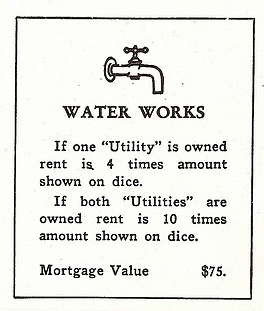 WATER WORKS
If one "Utility" is owned
rent is 4 times amount
shown on dice.
If both "Utilities" are
owned rent is 10 times
amount shown on dice.
Mortgage Value $75.